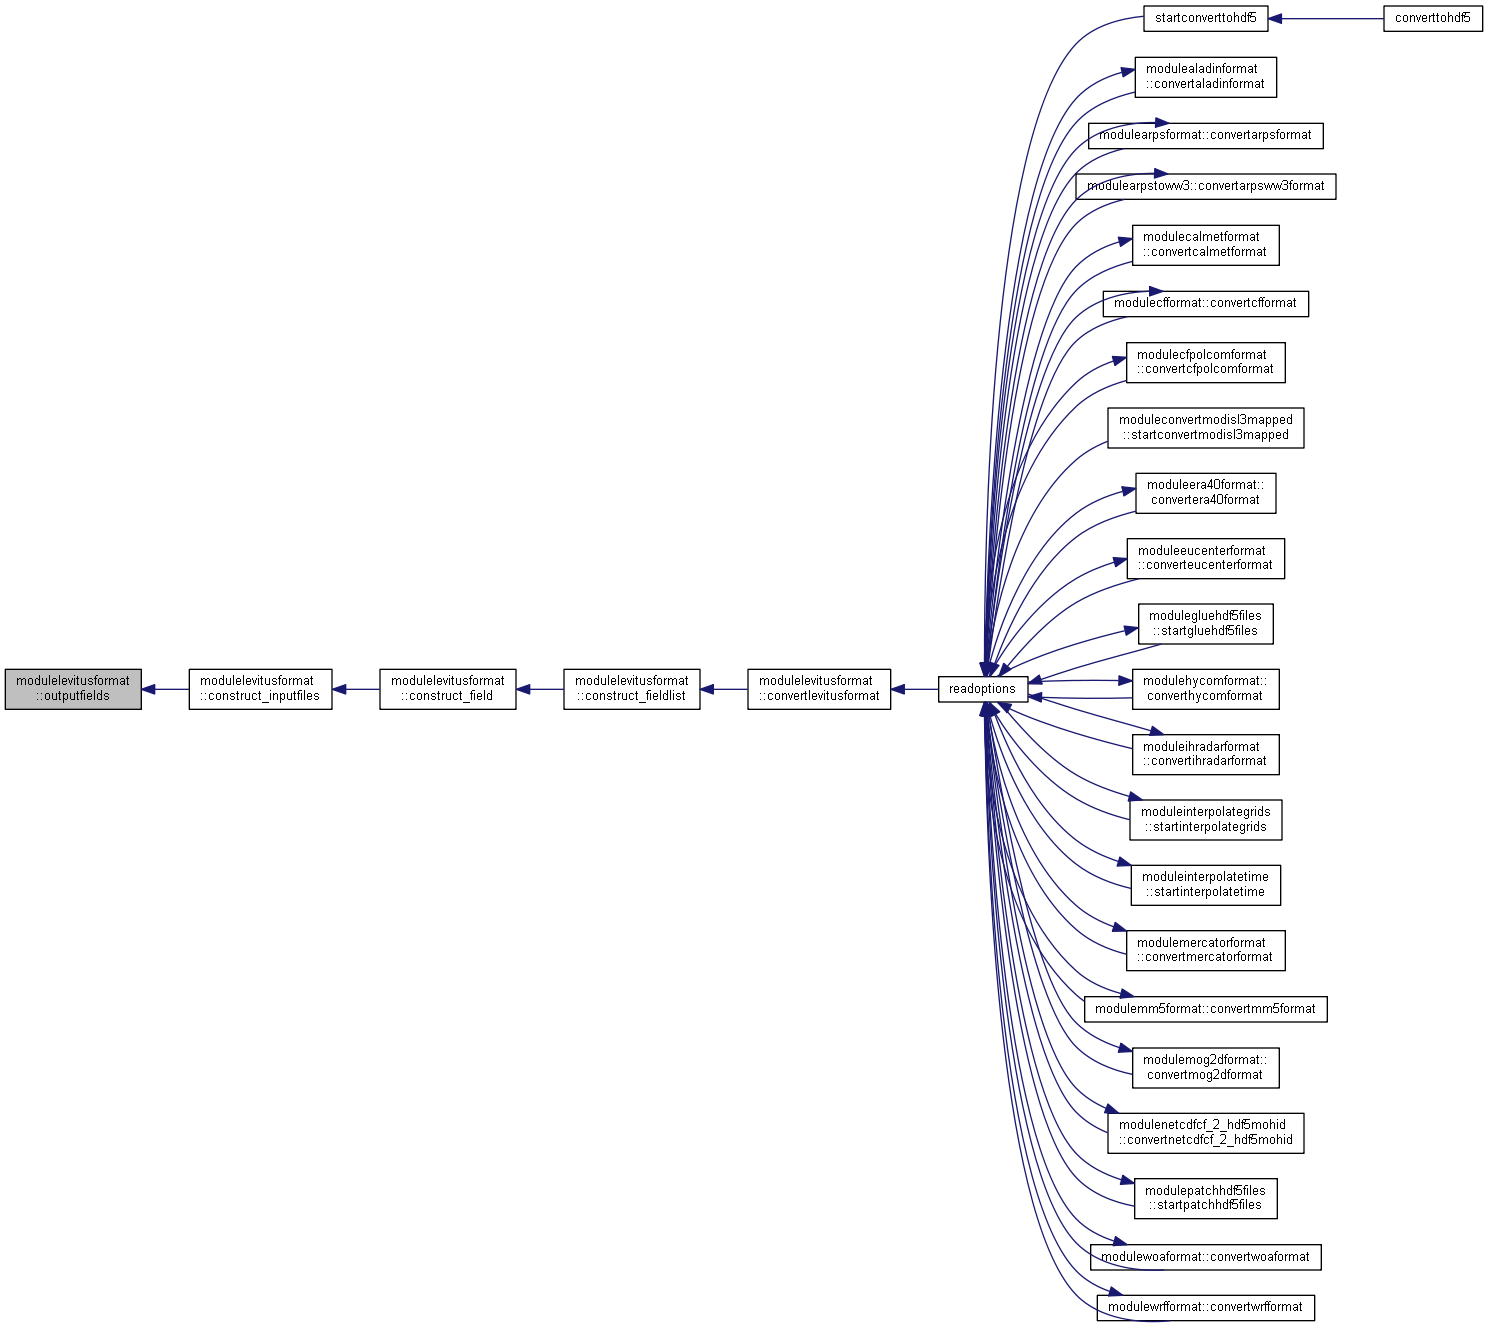 startconverttohdf5
converttohdf5
modulealadinformat
::convertaladinformat
modulearpsformat::convertarpsformat
modulearpstoww3::convertarpsww3format
modulecalmetformat
::convertcalmetformat
modulecfformat::convertcfformat
modulecfpolcomformat
::convertcfpolcomformat
moduleconvertmodisl3mapped
::startconvertmodisl3mapped
moduleera40format::
convertera40format
moduleeucenterformat
::converteucenterformat
modulegluehdf5files
::startgluehdf5files
modulelevitusformat
::outputfields
modulelevitusformat
::construct_inputfiles
modulelevitusformat
::construct_field
modulelevitusformat
::construct_fieldlist
modulelevitusformat
::convertlevitusformat
readoptions
modulehycomformat::
converthycomformat
moduleihradarformat
::convertihradarformat
moduleinterpolategrids
::startinterpolategrids
moduleinterpolatetime
::startinterpolatetime
modulemercatorformat
::convertmercatorformat
modulemm5format::convertmm5format
modulemog2dformat::
convertmog2dformat
modulenetcdfcf_2_hdf5mohid
::convertnetcdfcf_2_hdf5mohid
modulepatchhdf5files
::startpatchhdf5files
modulewoaformat::convertwoaformat
modulewrfformat::convertwrfformat